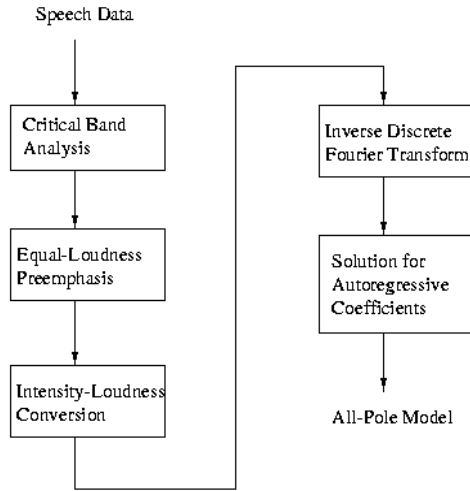 Speech Data
Critical Band
Analysis
Equal-Loudness
Preemphasis
Intensity-Loudness
Conversion
Inverse Discrete
Fourier Transform
Solution for
Autoregressive
Coefficients
All-Pole Model